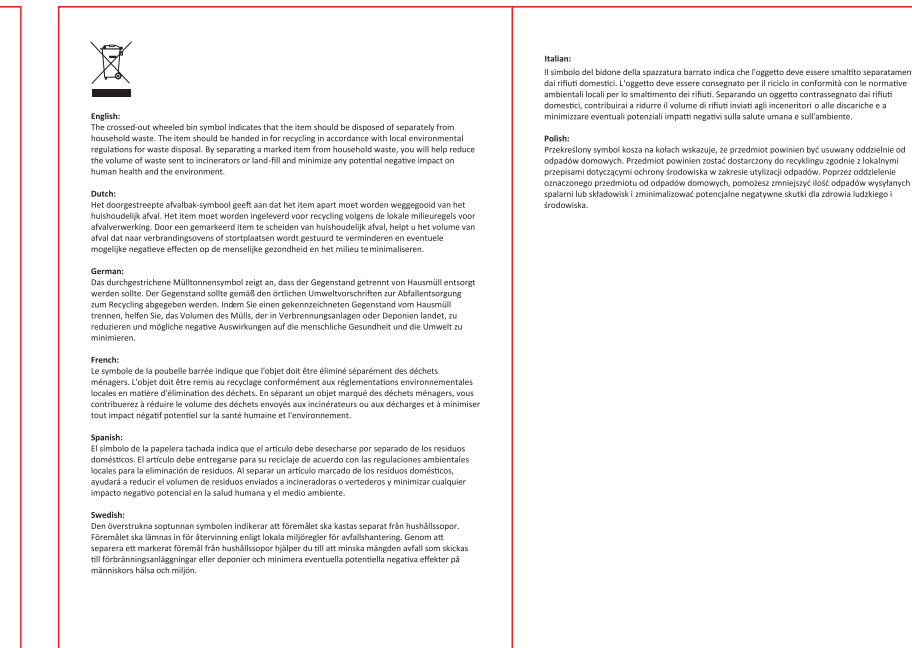 English:
The crossed-out wheeled bin symbol indicates that the item should be disposed of separately from
household waste. The item should be handed in for recycling in accordance with local environmental
regulations for waste disposal. By separating a marked item from household waste, you will help reduce
the volume of waste sent to incinerators or land-fill and minimize any potential negative impact on
human health and the environment.
Dutch:
Het doorgestreepte afvalbak-symbool geeft aan dat het item apart moet worden weggegooid van het
huishoudelijk afval. Het item moet worden ingeleverd voor recycling volgens de lokale milieuregels voor
afvalverwerking. Door een gemarkeerd item te scheiden van huishoudelijk afval, helpt u het volume van
afval dat naar verbrandingsovens of stortplaatsen wordt gestuurd te verminderen en eventuele
mogelijke negatieve effecten op de menselijke gezondheid en het milieu te minimaliseren.
German:
Das durchgestrichene Mülltonnensymbol zeigt an, dass der Gegenstand getrennt von Hausmüll entsorgt
werden sollte. Der Gegenstand sollte gemäß den örtlichen Umweltvorschriften zur Abfallentsorgung
zum Recycling abgegeben werden. Indem Sie einen gekennzeichneten Gegenstand vom Hausmüll
trennen, helfen Sie, das Volumen des Mülls, der in Verbrennungsanlagen oder Deponien landet, zu
reduzieren und mögliche negative Auswirkungen auf die menschliche Gesundheit und die Umwelt zu
minimieren.
French:
Le symbole de la poubelle barrée indique que l'objet doit être éliminé séparément des déchets
ménagers. L'objet doit être remis au recyclage conformément aux réglementations environnementales
locales en matière d'élimination des déchets. En séparant un objet marqué des déchets ménagers, vous
contribuerez à réduire le volume des déchets envoyés aux incinérateurs ou aux décharges et à minimiser
tout impact négatif potentiel sur la santé humaine et l'environnement.
Spanish:
El símbolo de la papelera tachada indica que el artículo debe desecharse por separado de los residuos
domésticos. El artículo debe entregarse para su reciclaje de acuerdo con las regulaciones ambientales
locales para la eliminación de residuos. Al separar un artículo marcado de los residuos domésticos,
ayudará a reducir el volumen de residuos enviados a incineradoras o vertederos y minimizar cualquier
impacto negativo potencial en la salud humana y el medio ambiente.
Swedish:
Den överstrukna soptunnan symbolen indikerar att föremålet ska kastas separat från hushållssopor.
Föremålet ska lämnas in för återvinning enligt lokala miljöregler för avfallshantering. Genom att
separera ett markerat föremål från hushållssopor hjälper du till att minska mängden avfall som skickas
till förbränningsanläggningar eller deponier och minimera eventuella potentiella negativa effekter på
människors hälsa och miljön.
Italian:
Il simbolo del bidone della spazzatura barrato indica che l'oggetto deve essere smaltito separatamen
dai rifiuti domestici. L'oggetto deve essere consegnato per il riciclo in conformità con le normative
ambientali locali per lo smaltimento dei rifiuti. Separando un oggetto contrassegnato dai rifiuti
domestici, contribuirai a ridurre il volume di rifiuti inviati agli inceneritori o alle discariche e a
minimizzare eventuali potenziali impatti negativi sulla salute umana e sull'ambiente.
Polish:
Przekreślony symbol kosza na kołach wskazuje, że przedmiot powinien być usuwany oddzielnie od
odpadów domowych. Przedmiot powinien zostać dostarczony do recyklingu zgodnie z lokalnymi
przepisami dotyczącymi ochrony środowiska w zakresie utylizacji odpadów. Poprzez oddzielenie
oznaczonego przedmiotu od odpadów domowych, pomożesz zmniejszyć ilość odpadów wysyłanych
spalarni lub składowisk i zminimalizować potencjalne negatywne skutki dla zdrowia ludzkiego i
środowiska.